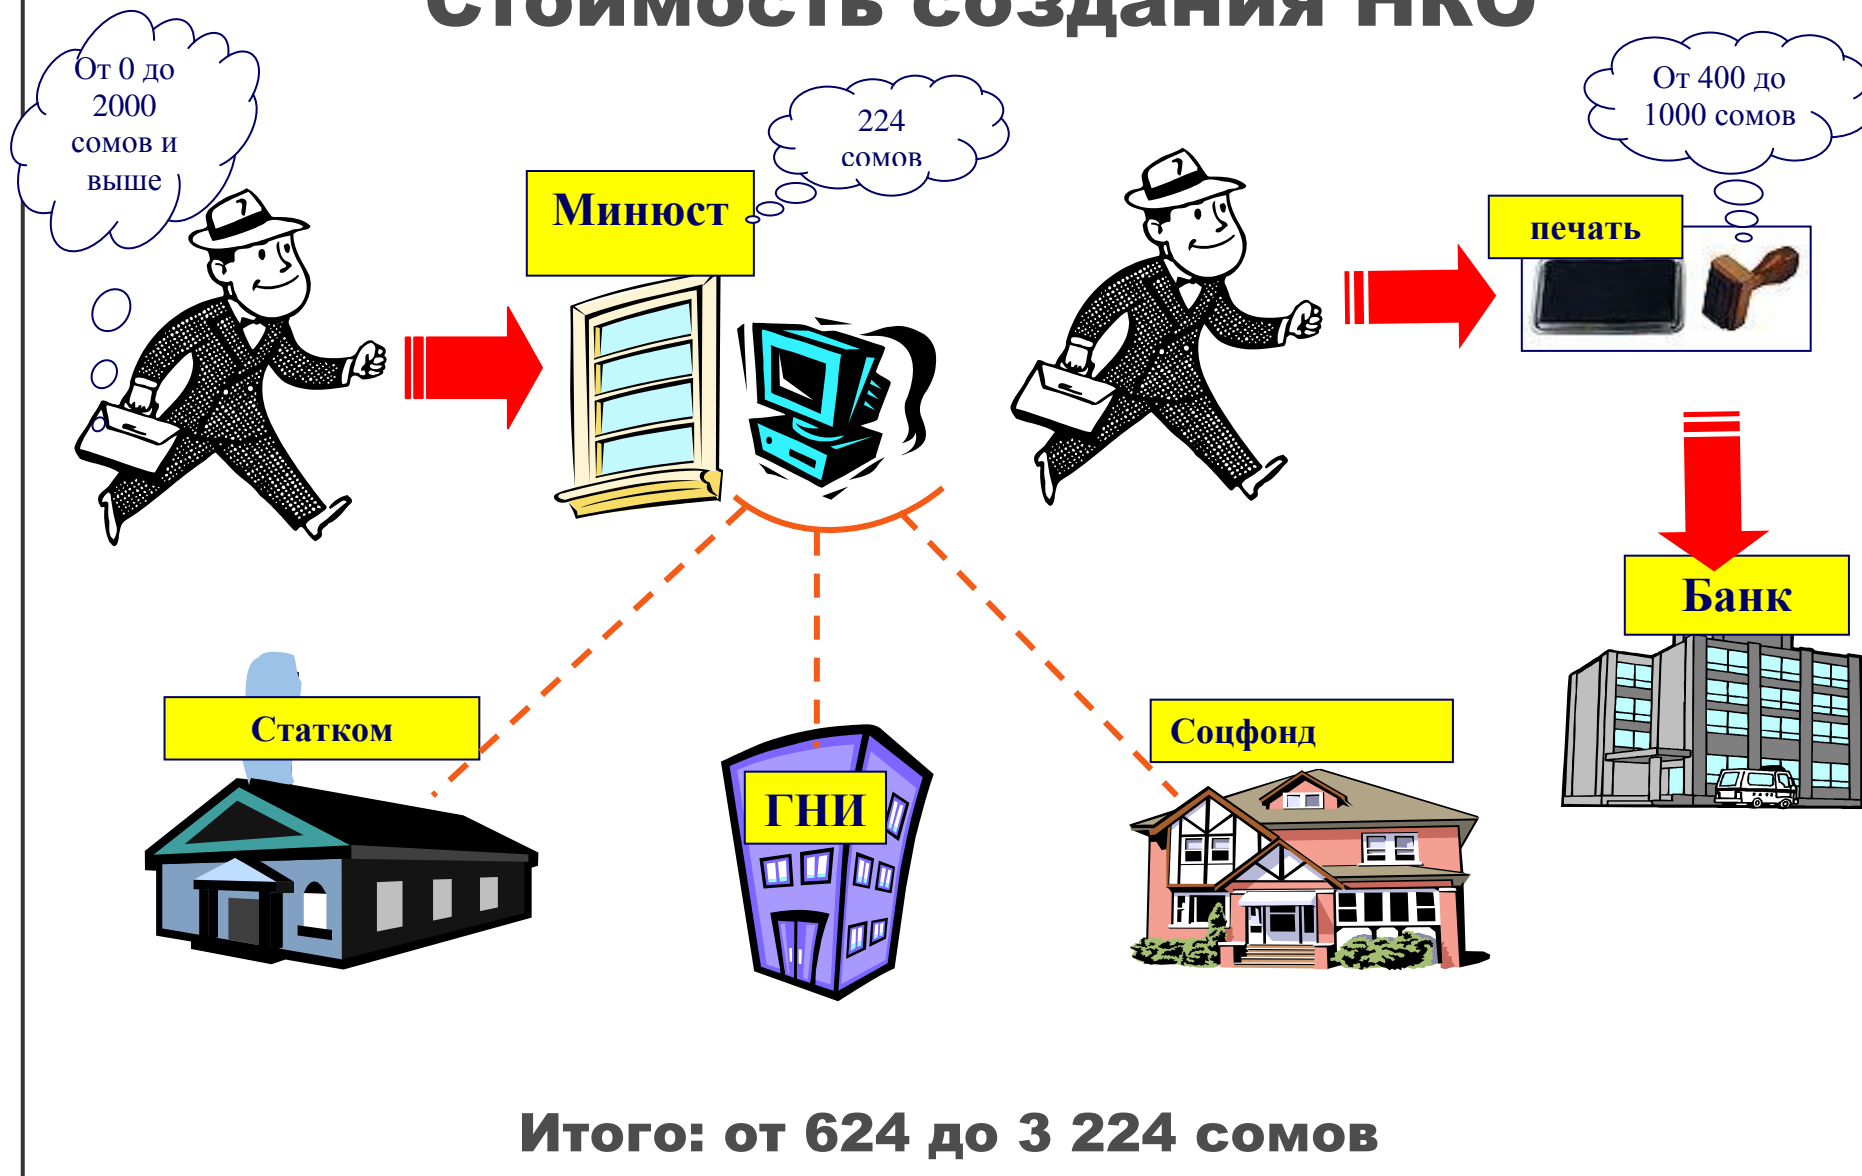 Стоимость создания НКО
От 0 до
2000
сомов и
выше
224
сомов
От 400 до
1000 сомов
Минюст
печать
Банк
Статком
ГНИ
Соцфонд
Итого: от 624 до 3 224 сомов